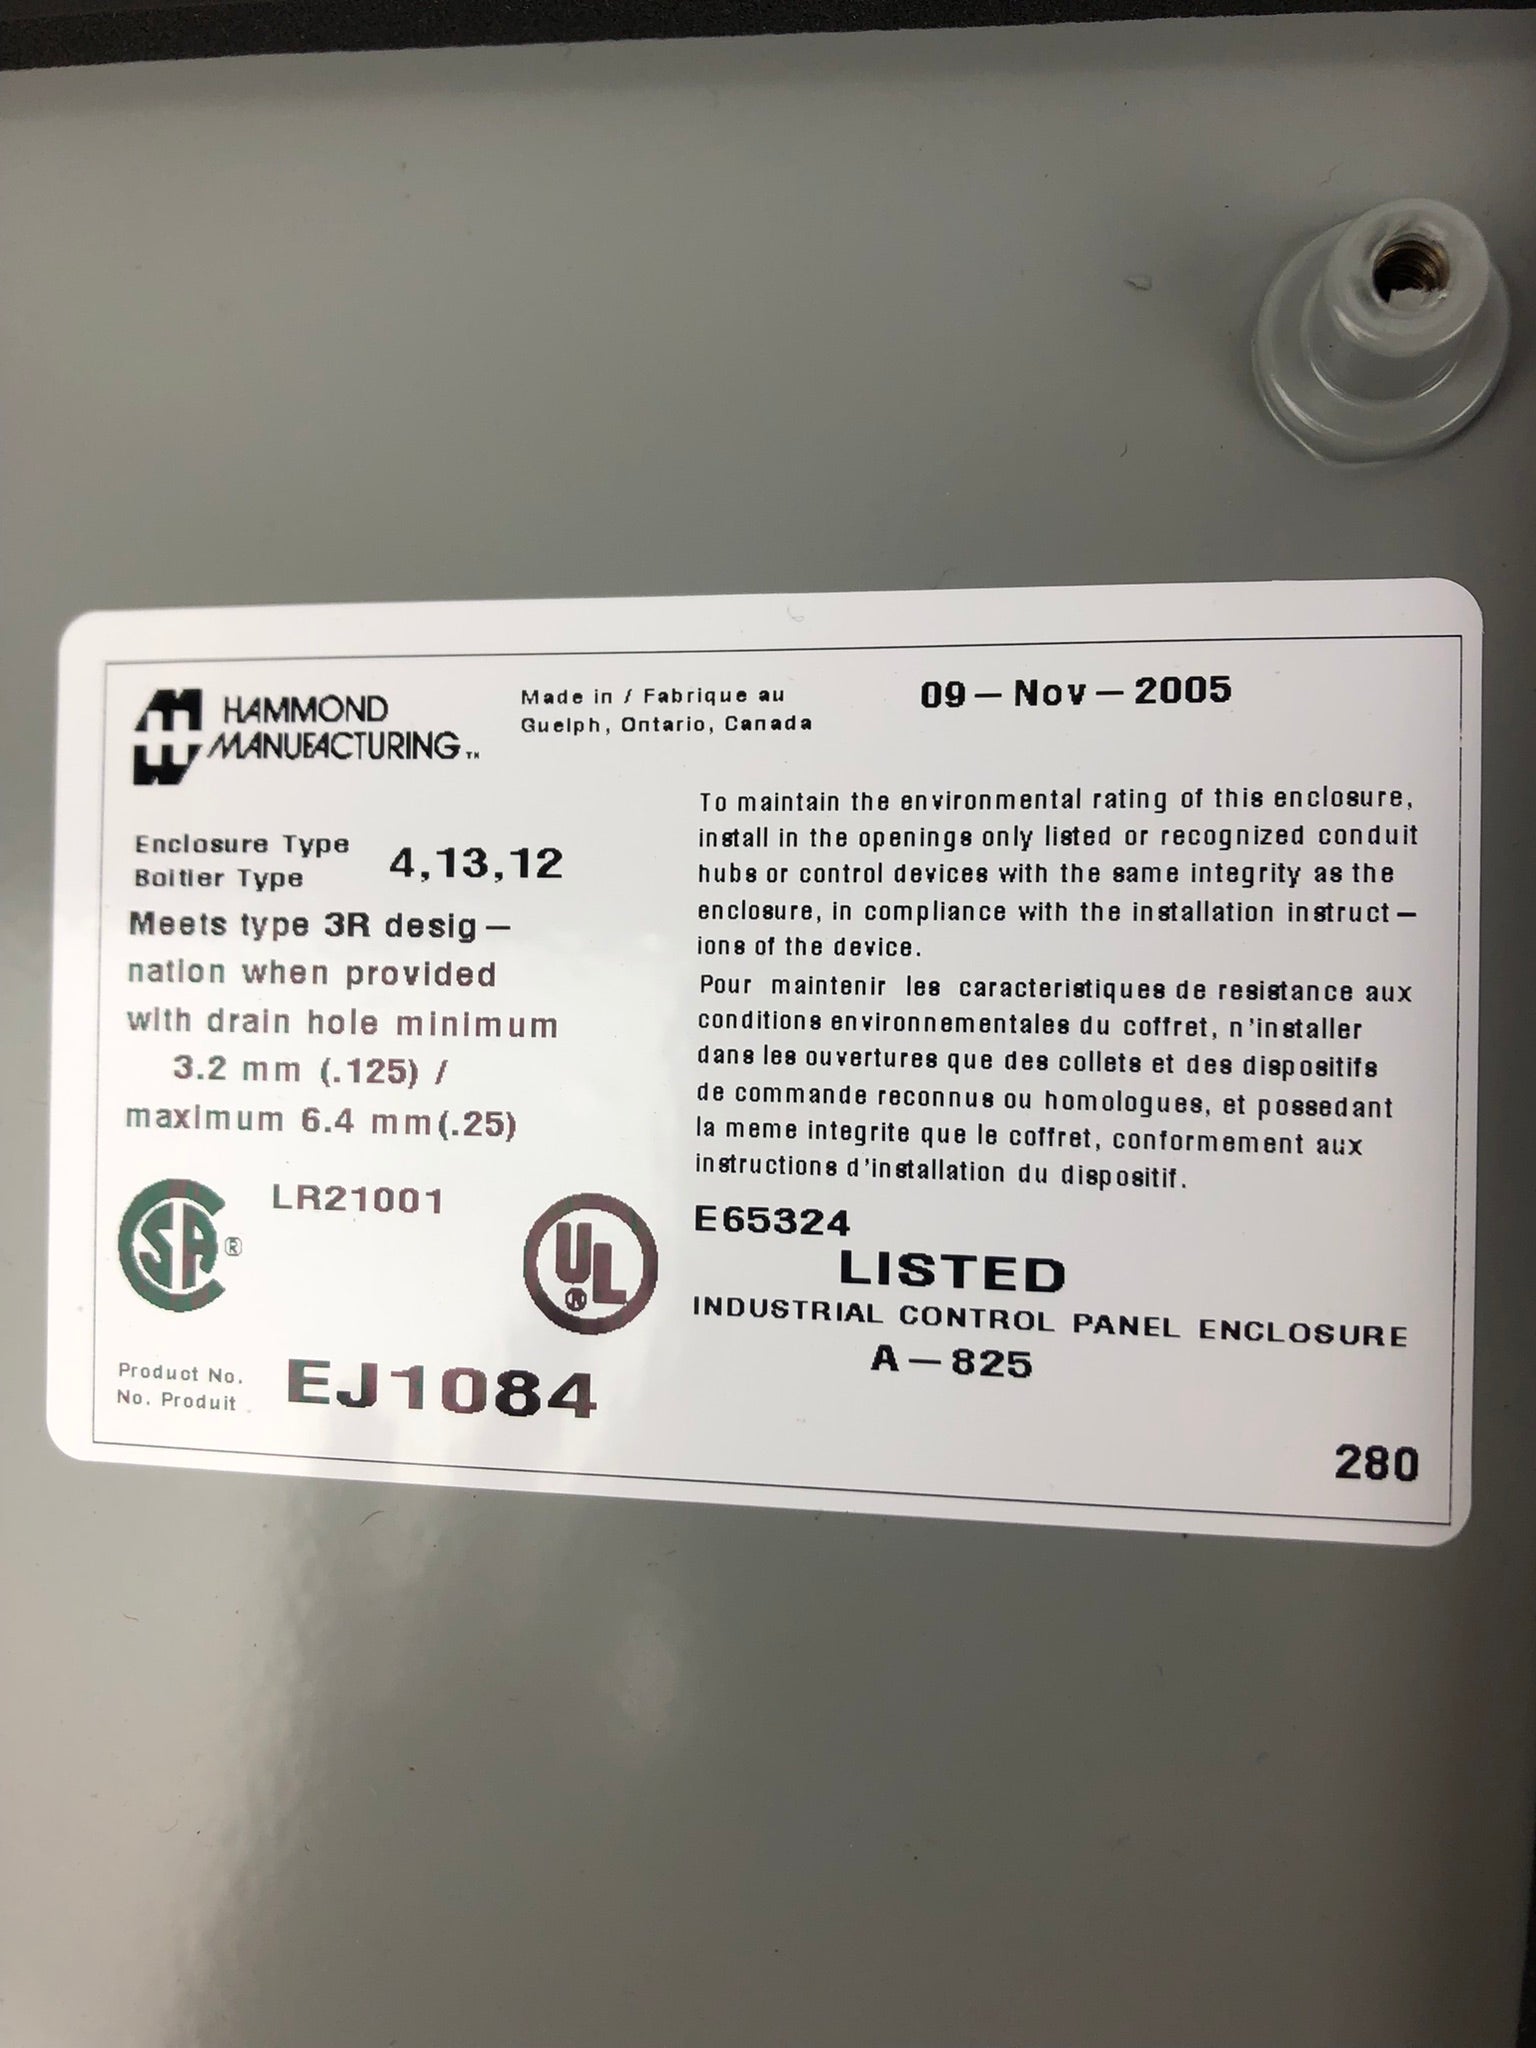 HAMMOND
MANUFACTURING™
Made in / Fabrique au
Guelph, Ontario, Canada
09-Nov-2005
Enclosure Type
Boitier Type
4,13,12
Meets type 3R desig-
nation when provided
with drain hole minimum
3.2 mm (.125) /
maximum 6.4 mm(.25)
To maintain the environmental rating of this enclosure,
install in the openings only listed or recognized conduit
hubs or control devices with the same integrity as the
enclosure, in compliance with the installation instruct-
ions of the device.
Pour maintenir les caracteristiques de resistance aux
conditions environnementales du coffret, n'installer
dans les ouvertures que des collets et des dispositifs
de commande reconnus ou homologues, et possedant
la meme integrite que le coffret, conformement aux
instructions d'installation du dispositif.
CSA®
LR21001
UL®
E65324
LISTED
INDUSTRIAL CONTROL PANEL ENCLOSURE
A-825
Product No.
No. Produit
EJ1084
280